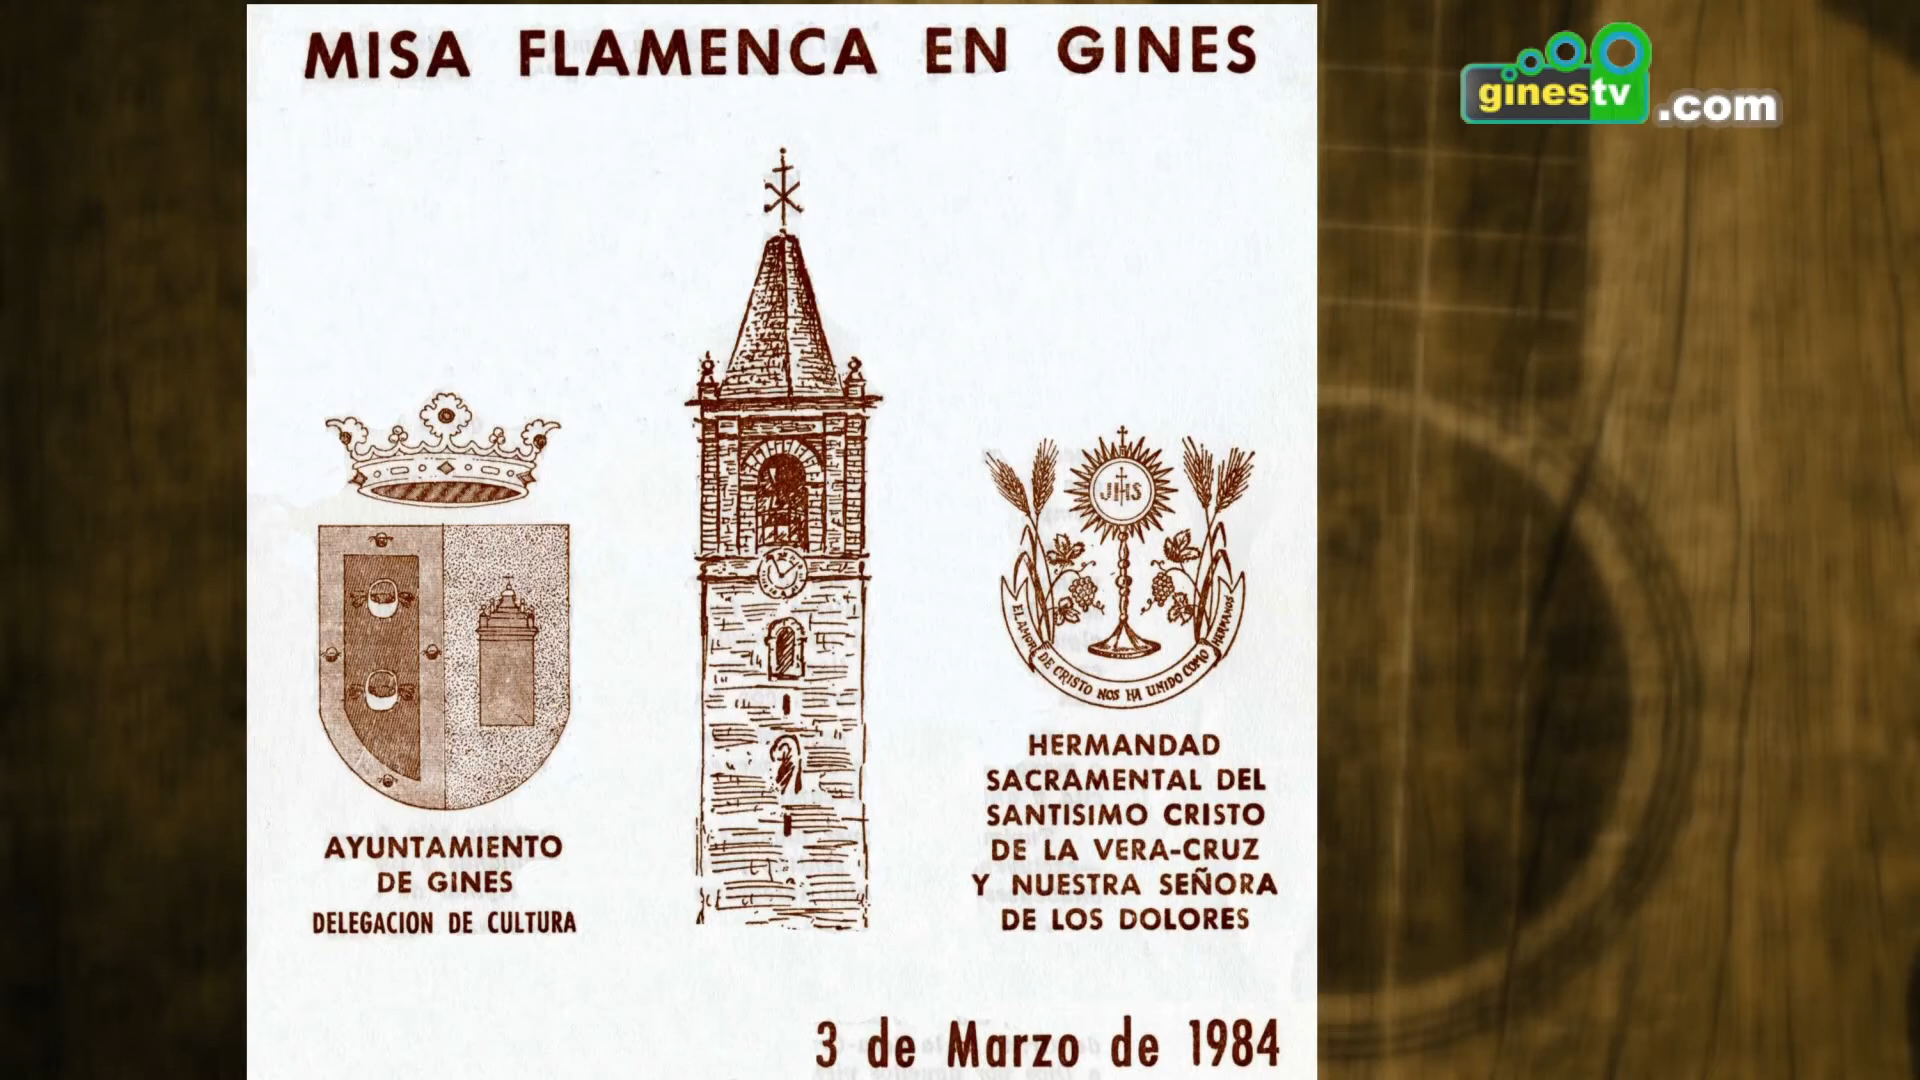 MISA FLAMENCA EN GINES
ginestv.com
JHS
EL AMOR DE CRISTO NOS HA UNIDO COMO HERMANOS
AYUNTAMIENTO
DE GINES
DELEGACION DE CULTURA
HERMANDAD
SACRAMENTAL DEL
SANTISIMO CRISTO
DE LA VERA-CRUZ
Y NUESTRA SEÑORA
DE LOS DOLORES
3 de Marzo de 1984